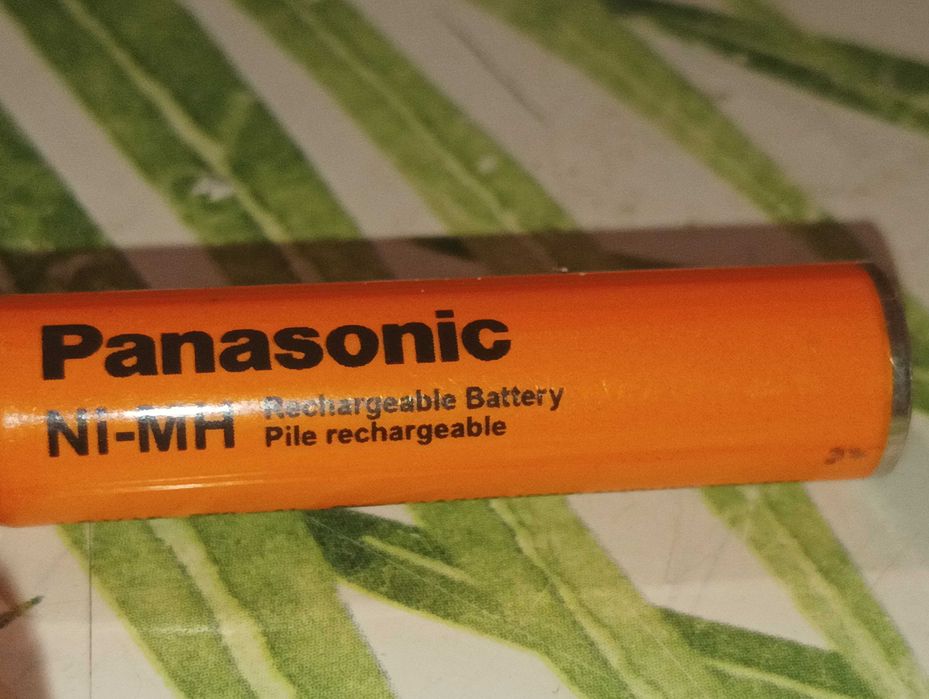 Panasonic
Ni-MH
Rechargeable Battery
Pile rechargeable